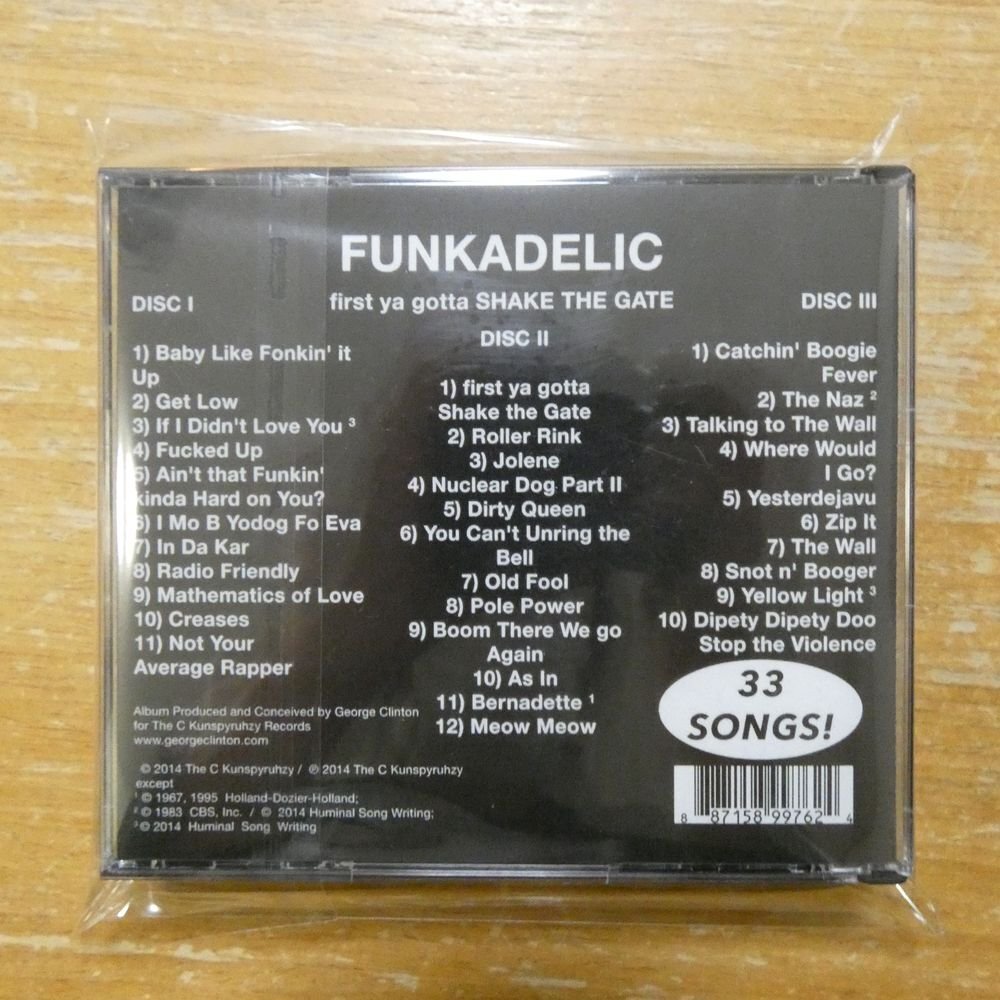 FUNKADELIC
first ya gotta SHAKE THE GATE
DISC I
1) Baby Like Fonkin' it
Up
2) Get Low
3) If I Didn't Love You ³
4) Fucked Up
5) Ain't that Funkin'
kinda Hard on You?
6) I Mo B Yodog Fo Eva
7) In Da Kar
8) Radio Friendly
9) Mathematics of Love
10) Creases
11) Not Your
Average Rapper
DISC II
1) first ya gotta
Shake the Gate
2) Roller Rink
3) Jolene
4) Nuclear Dog Part II
5) Dirty Queen
6) You Can't Unring the
Bell
7) Old Fool
8) Pole Power
9) Boom There We go
Again
10) As In
11) Bernadette ¹
12) Meow Meow
DISC III
1) Catchin' Boogie
Fever
2) The Naz ²
3) Talking to The Wall
4) Where Would
I Go?
5) Yesterdejavu
6) Zip It
7) The Wall
8) Snot n' Booger
9) Yellow Light ³
10) Dipety Dipety Doo
Stop the Violence
33
SONGS!
Album Produced and Conceived by George Clinton
for The C Kunspyruhzy Records
www.georgeclinton.com
© 2014 The C Kunspyruhzy / ℗ 2014 The C Kunspyruhzy
except
¹ © 1967, 1995 Holland-Dozier-Holland;
² © 1983 CBS, Inc. / © 2014 Huminal Song Writing;
³ © 2014 Huminal Song Writing
8 87158 99762 4